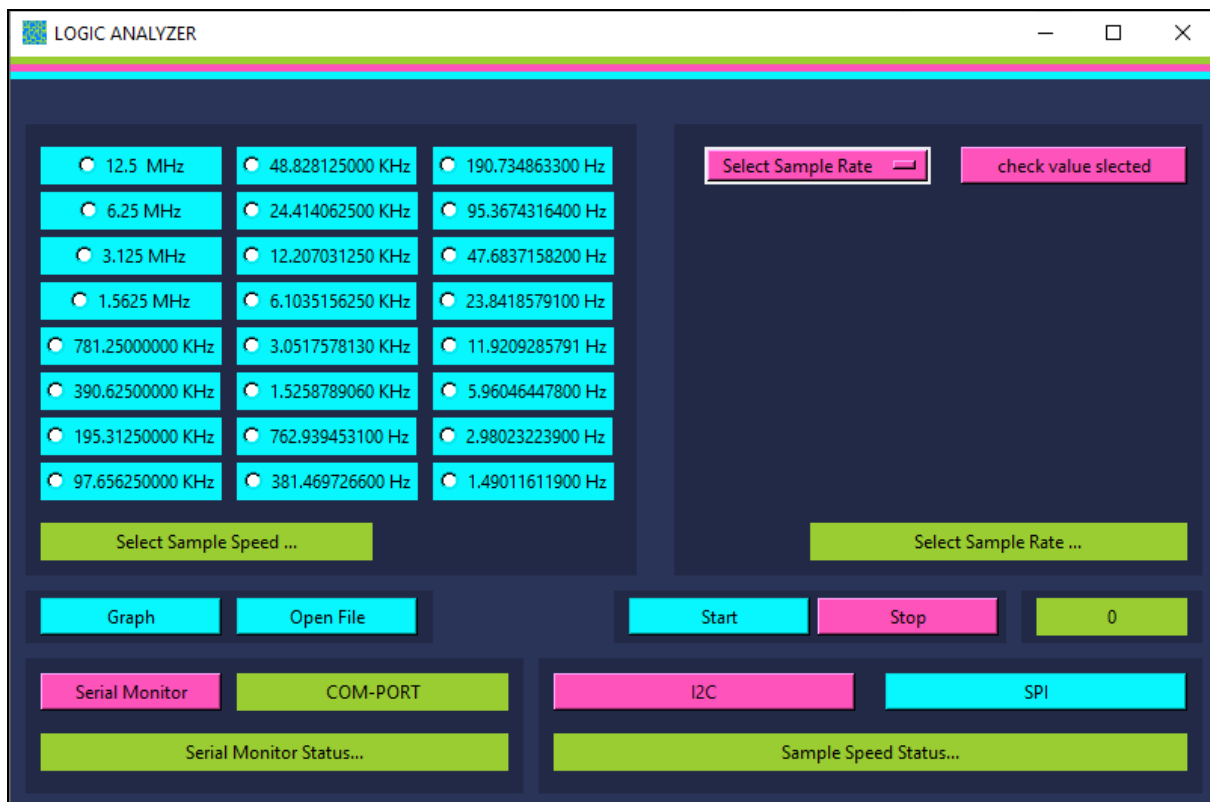 LOGIC ANALYZER
12.5 MHz
48.828125000 KHz
190.734863300 Hz
Select Sample Rate
check value slected
6.25 MHz
24.414062500 KHz
95.3674316400 Hz
3.125 MHz
12.207031250 KHz
47.6837158200 Hz
1.5625 MHz
6.1035156250 KHz
23.8418579100 Hz
781.25000000 KHz
3.0517578130 KHz
11.9209285791 Hz
390.62500000 KHz
1.5258789060 KHz
5.96046447800 Hz
195.31250000 KHz
762.939453100 Hz
2.98023223900 Hz
97.656250000 KHz
381.469726600 Hz
1.49011611900 Hz
Select Sample Speed ...
Select Sample Rate ...
Graph
Open File
Start
Stop
0
Serial Monitor
COM-PORT
I2C
SPI
Serial Monitor Status...
Sample Speed Status...